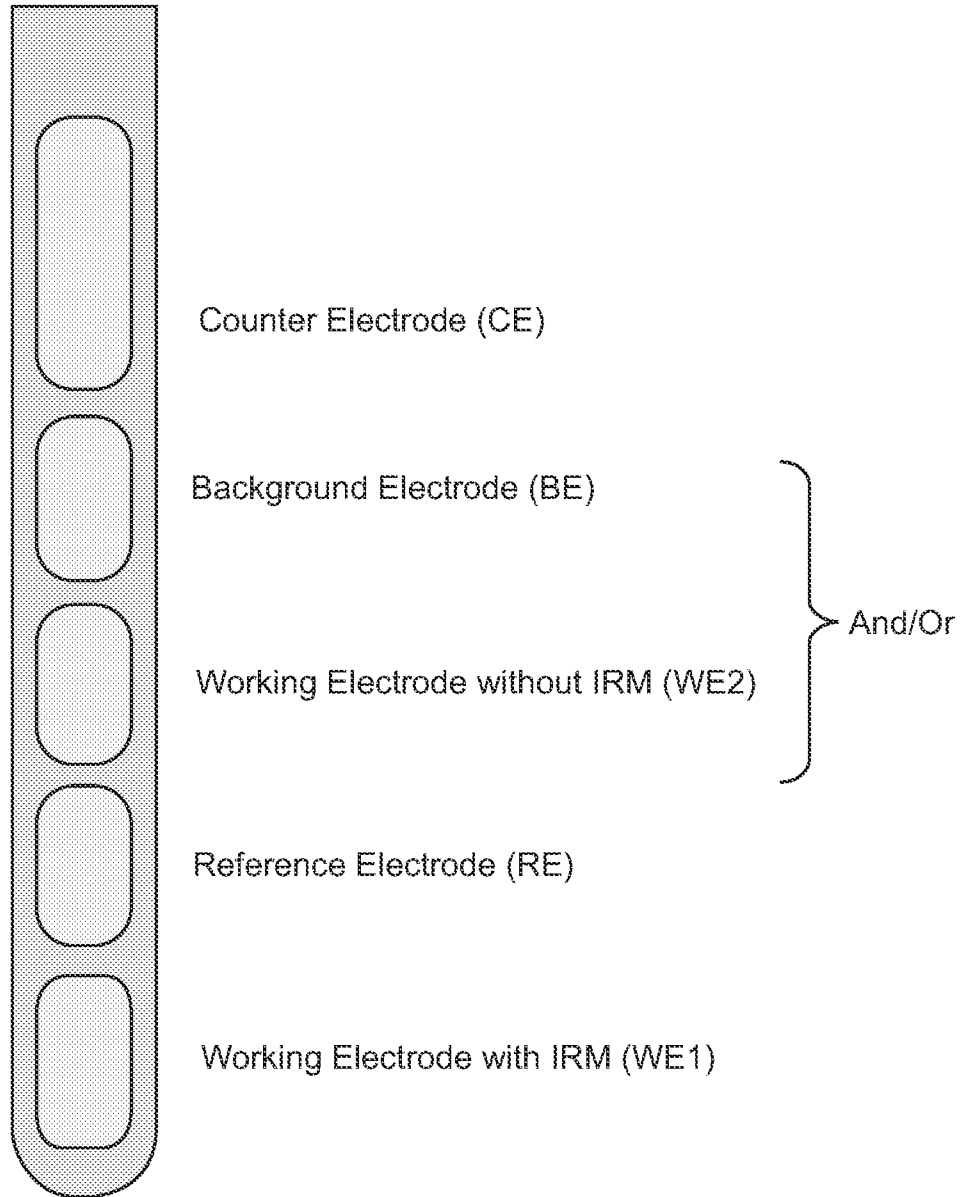 Counter Electrode (CE)
Background Electrode (BE)
And/Or
Working Electrode without IRM (WE2)
Reference Electrode (RE)
Working Electrode with IRM (WE1)